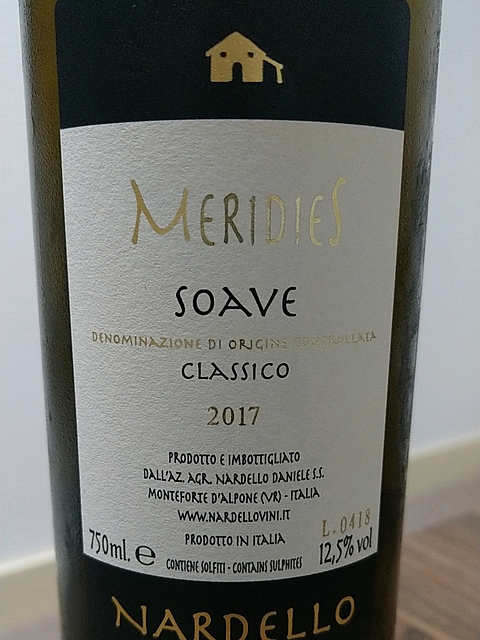 MERIDIES
SOAVE
DENOMINAZIONE DI ORIGINE CONTROLLATA
CLASSICO
2017
PRODOTTO E IMBOTTIGLIATO
DALL'AZ. AGR. NARDELLO DANIELE S.S.
MONTEFORTE D'ALPONE (VR) - ITALIA
WWW.NARDELLOVINI.IT
PRODOTTO IN ITALIA
L.0418
750ml. e
CONTIENE SOLFITI - CONTAINS SULPHITES
12,5% vol
NARDELLO